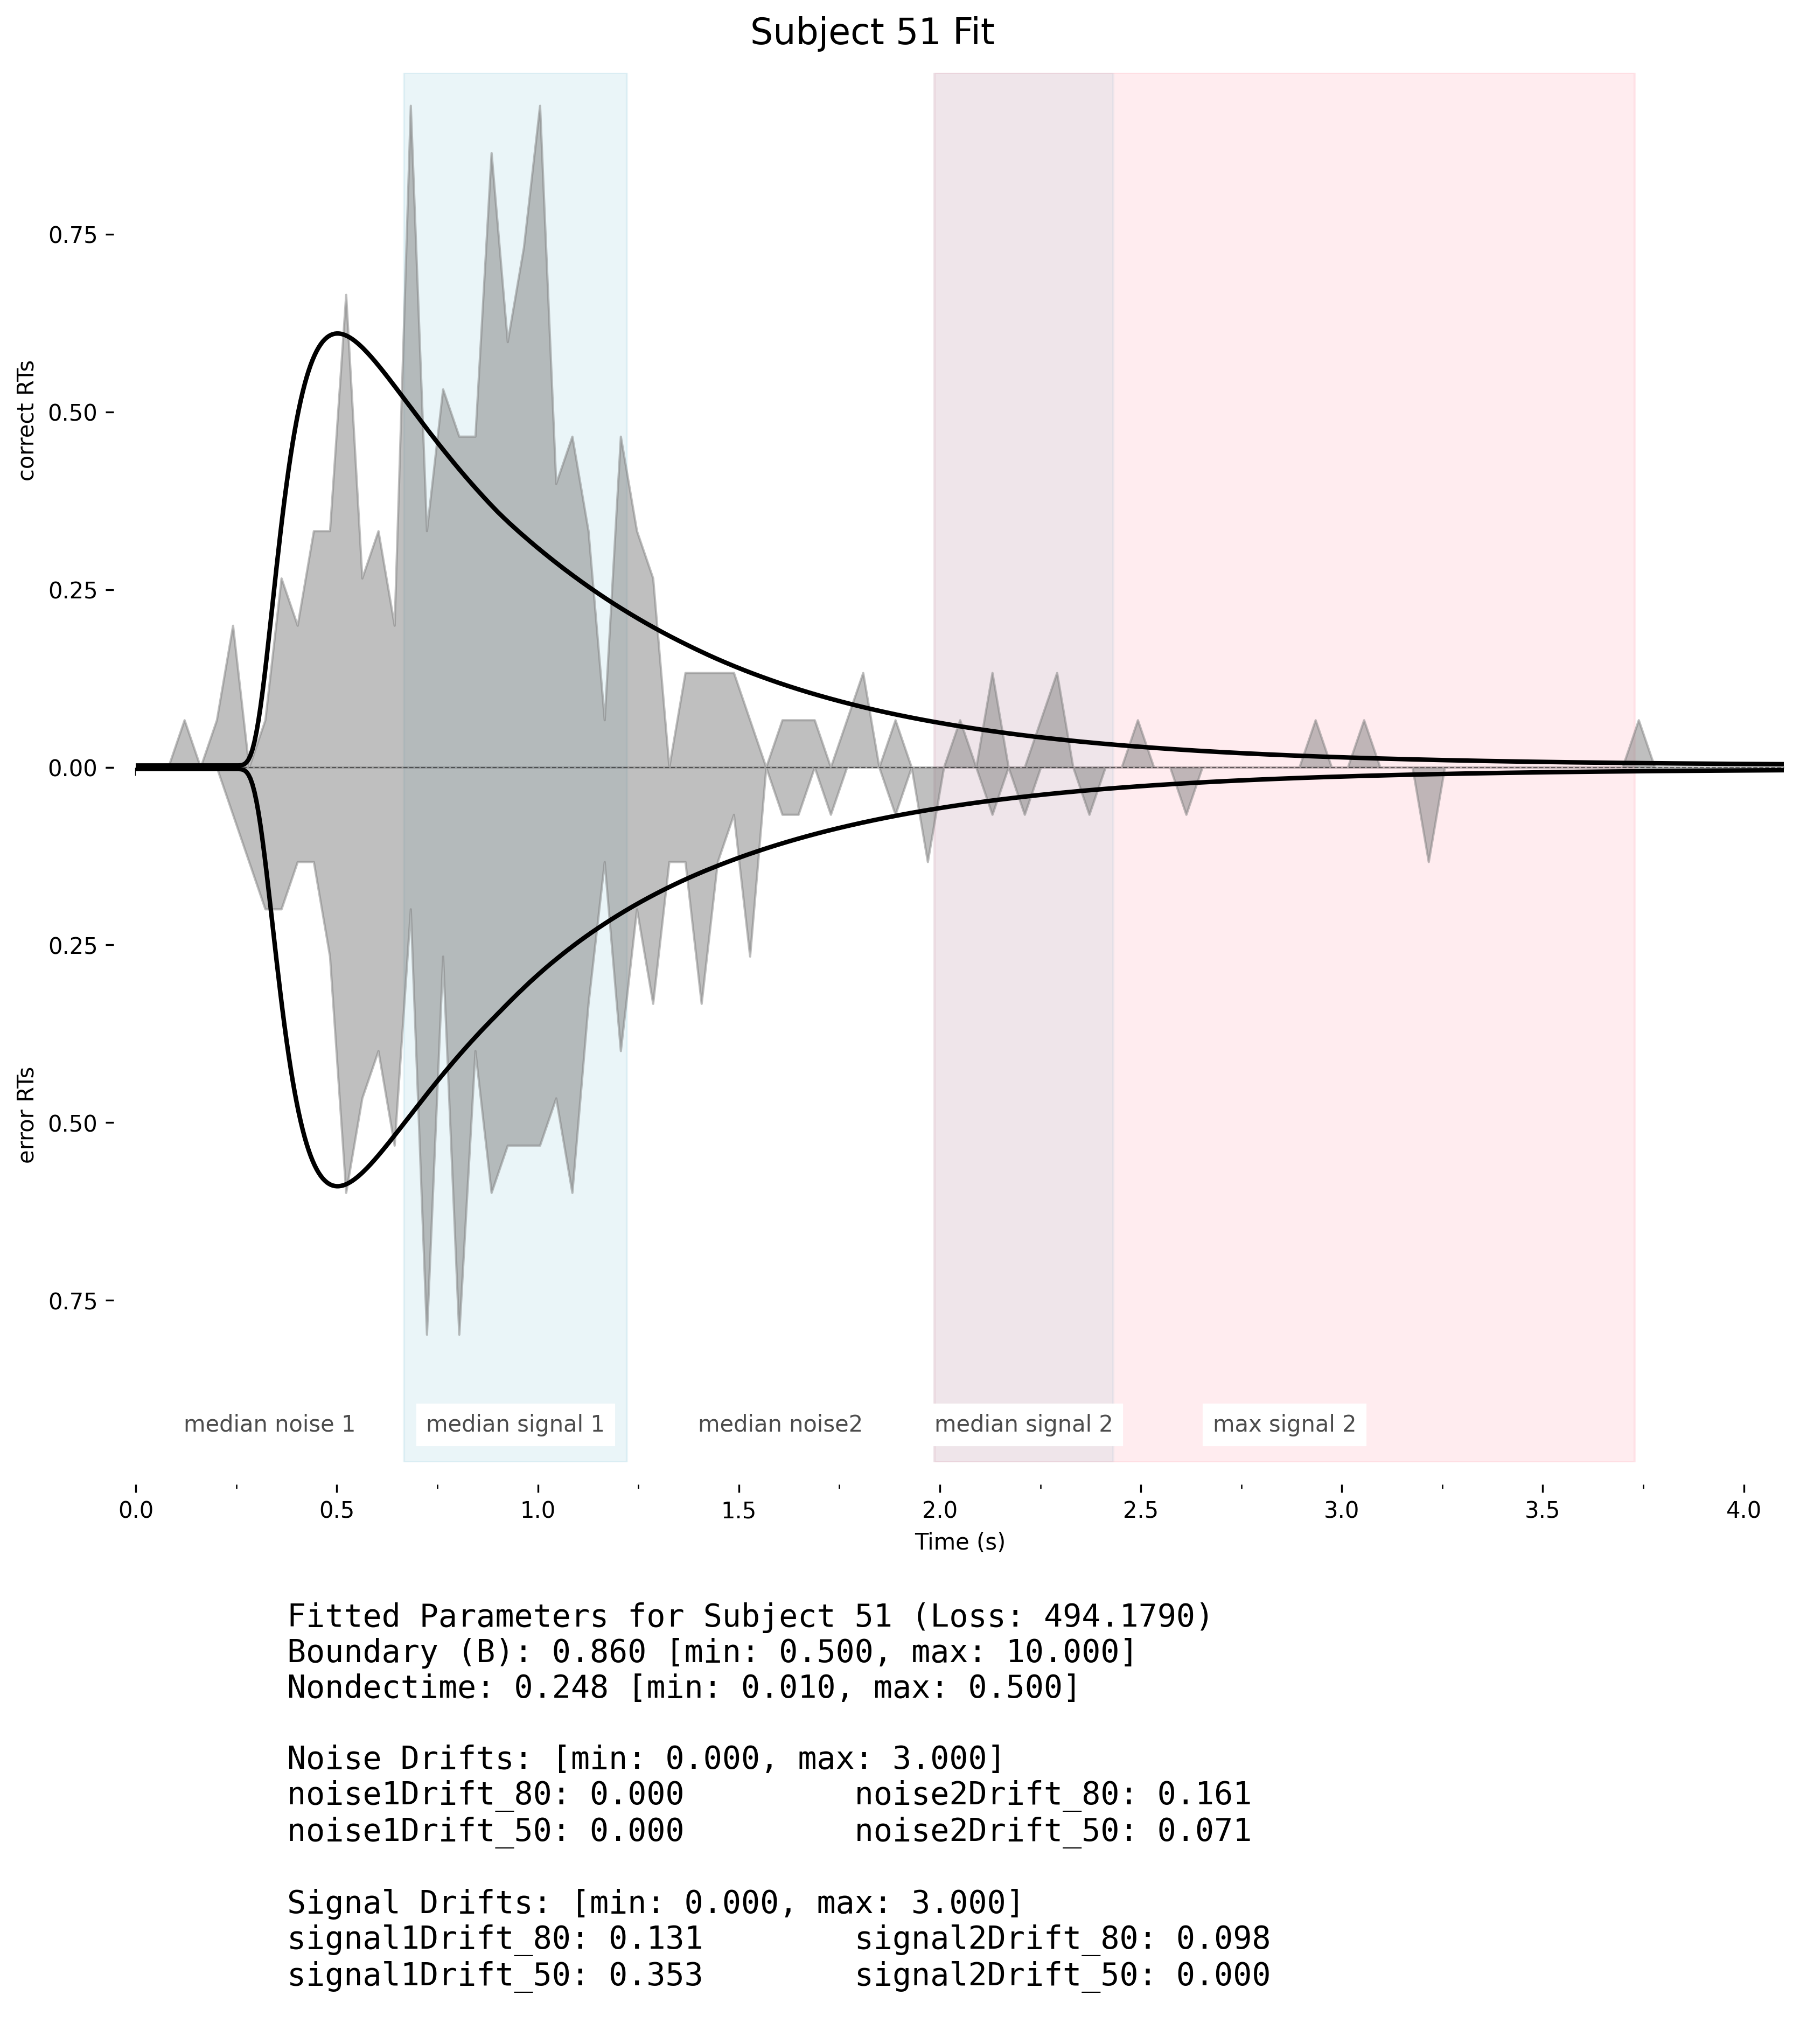 Subject 51 Fit
correct RTs
error RTs
0.75
0.50
0.25
0.00
0.25
0.50
0.75
median noise 1
median signal 1
median noise2
median signal 2
max signal 2
0.0 0.5 1.0 1.5 2.0 2.5 3.0 3.5 4.0
Time (s)
Fitted Parameters for Subject 51 (Loss: 494.1790)
Boundary (B): 0.860 [min: 0.500, max: 10.000]
Nondectime: 0.248 [min: 0.010, max: 0.500]
Noise Drifts: [min: 0.000, max: 3.000]
noise1Drift_80: 0.000 noise2Drift_80: 0.161
noise1Drift_50: 0.000 noise2Drift_50: 0.071
Signal Drifts: [min: 0.000, max: 3.000]
signal1Drift_80: 0.131 signal2Drift_80: 0.098
signal1Drift_50: 0.353 signal2Drift_50: 0.000